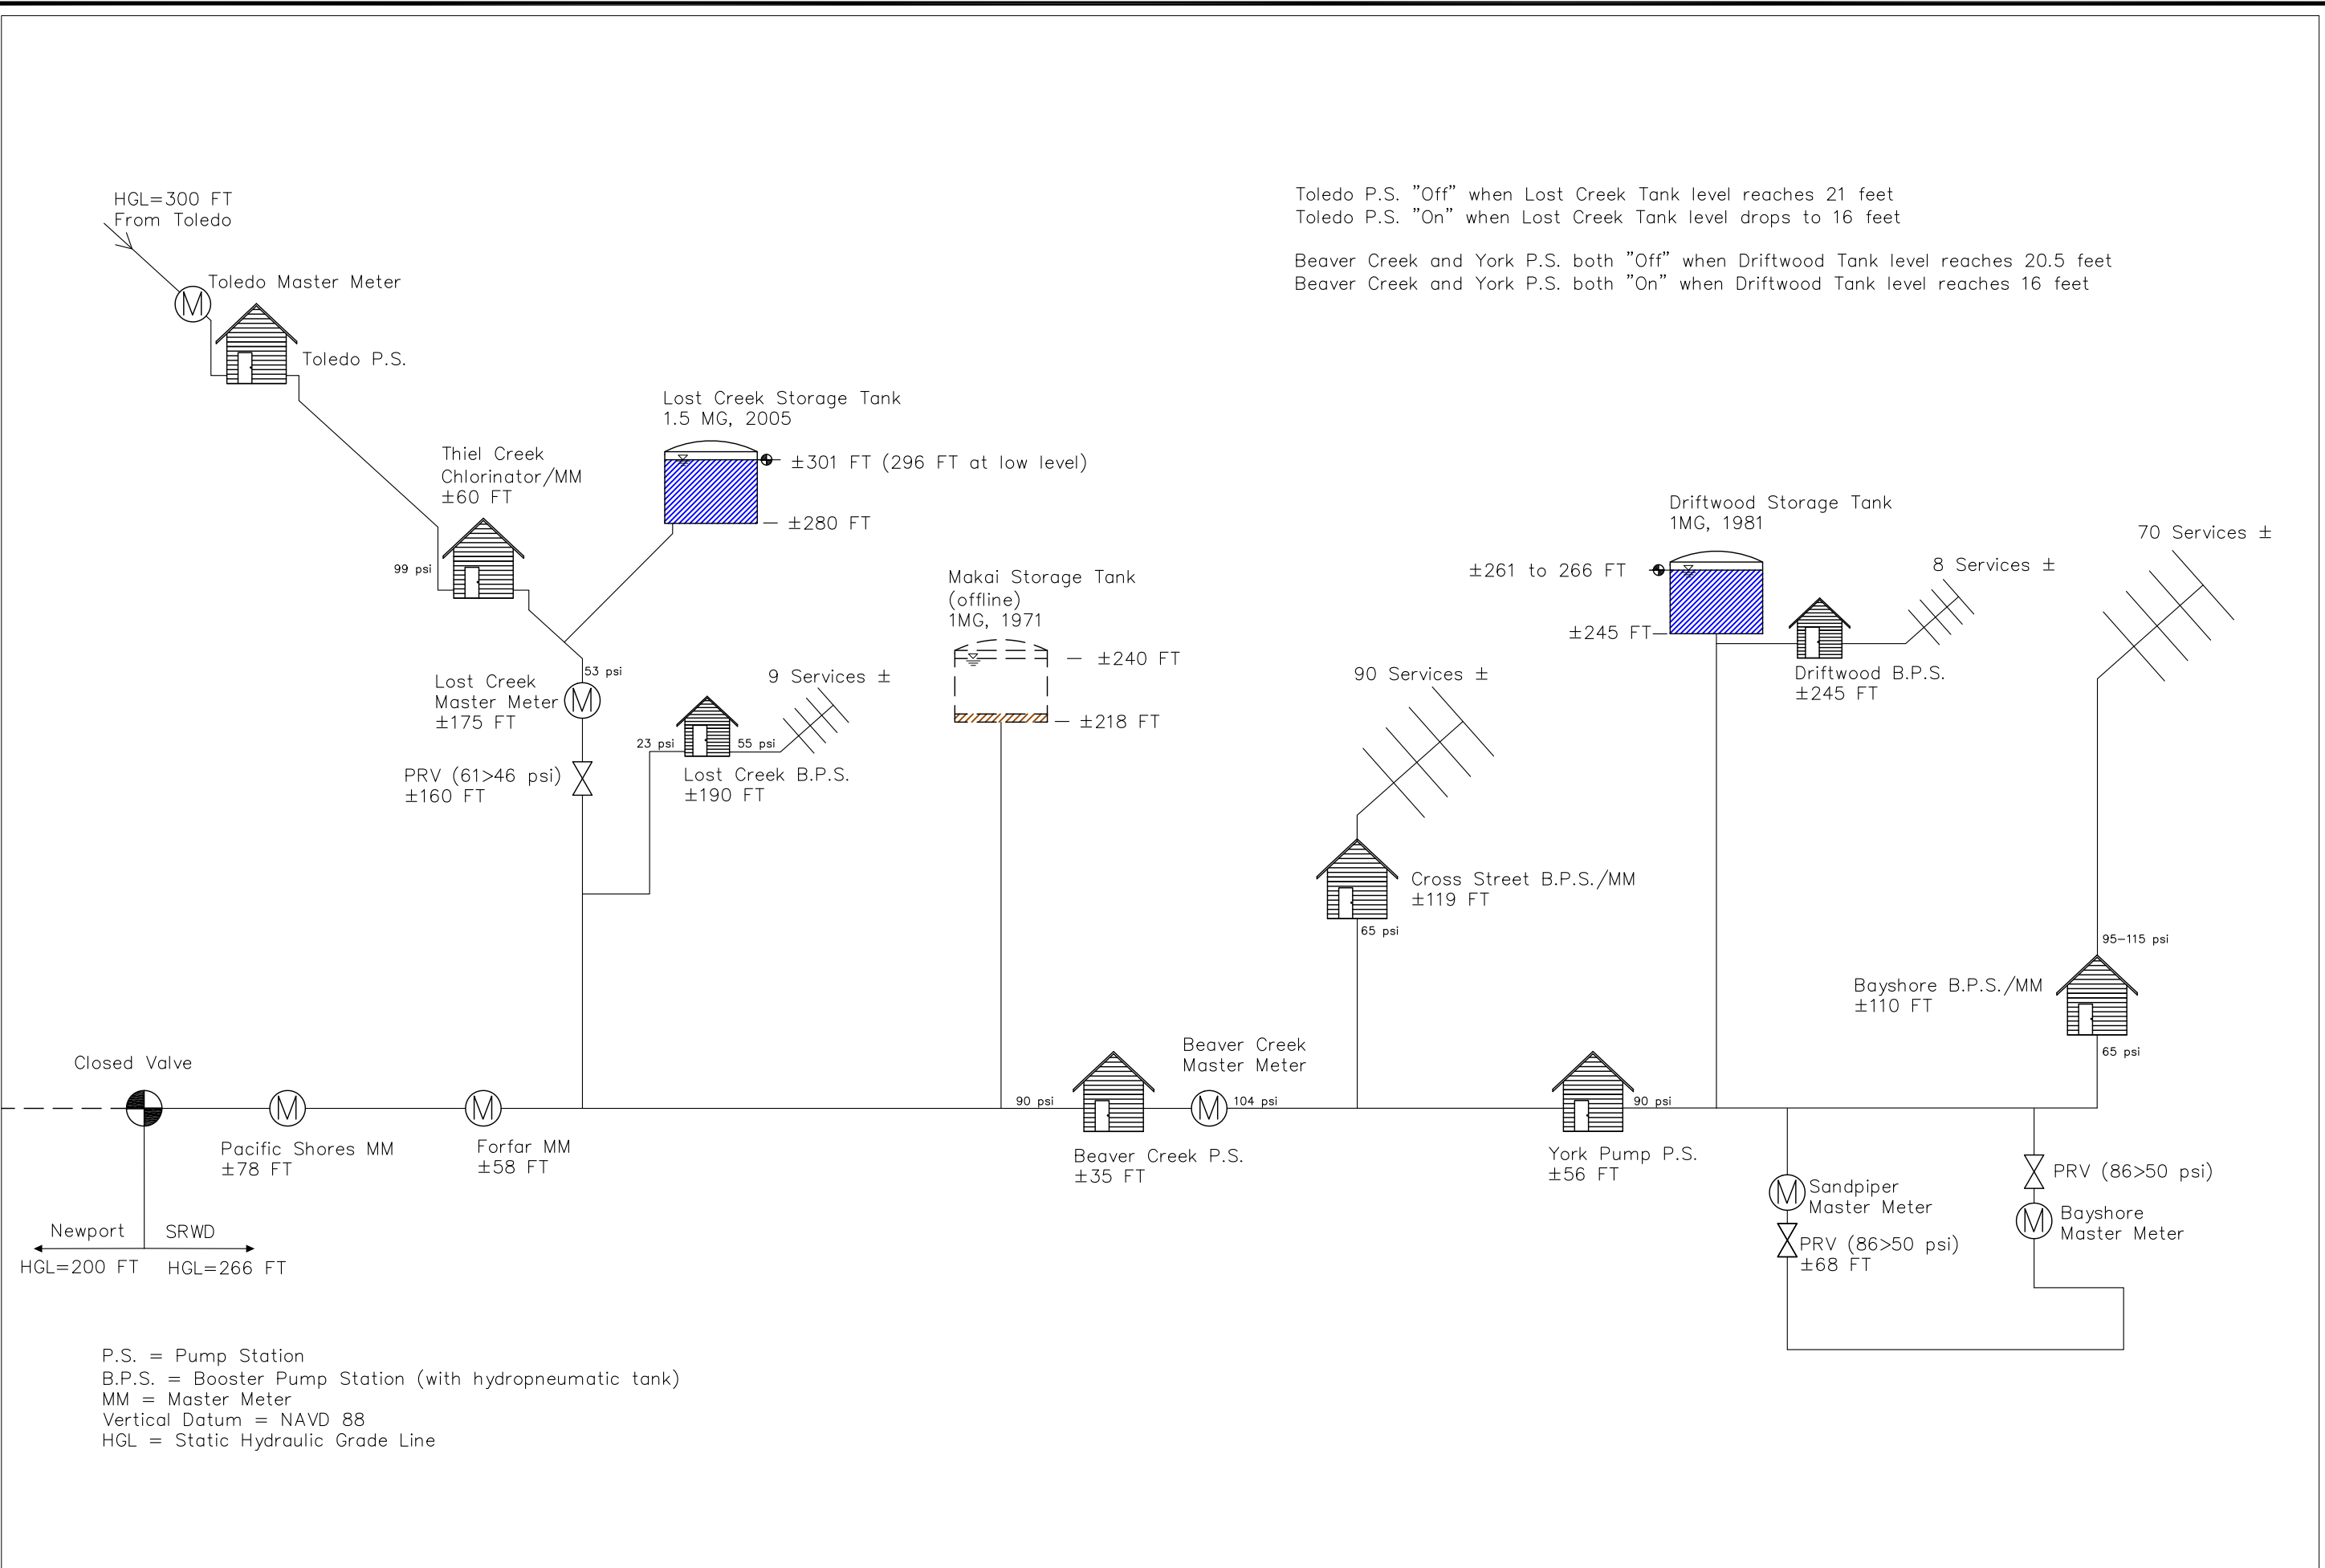 HGL=300 FT
From Toledo
Toledo P.S. "Off" when Lost Creek Tank level reaches 21 feet
Toledo P.S. "On" when Lost Creek Tank level drops to 16 feet
Beaver Creek and York P.S. both "Off" when Driftwood Tank level reaches 20.5 feet
Beaver Creek and York P.S. both "On" when Driftwood Tank level reaches 16 feet
Toledo Master Meter
M
Toledo P.S.
Lost Creek Storage Tank
1.5 MG, 2005
±301 FT (296 FT at low level)
±280 FT
Thiel Creek
Chlorinator/MM
±60 FT
99 psi
Driftwood Storage Tank
1MG, 1981
±261 to 266 FT
±245 FT
8 Services ±
70 Services ±
Driftwood B.P.S.
±245 FT
Makai Storage Tank
(offline)
1MG, 1971
±240 FT
±218 FT
53 psi
Lost Creek
Master Meter
±175 FT
M
9 Services ±
23 psi
55 psi
Lost Creek B.P.S.
±190 FT
PRV (61>46 psi)
±160 FT
90 Services ±
Cross Street B.P.S./MM
±119 FT
65 psi
95-115 psi
Bayshore B.P.S./MM
±110 FT
65 psi
Closed Valve
M
Pacific Shores MM
±78 FT
M
Forfar MM
±58 FT
90 psi
Beaver Creek P.S.
±35 FT
Beaver Creek
Master Meter
M
104 psi
York Pump P.S.
±56 FT
90 psi
M
Sandpiper
Master Meter
PRV (86>50 psi)
±68 FT
PRV (86>50 psi)
M
Bayshore
Master Meter
Newport
SRWD
HGL=200 FT
HGL=266 FT
P.S. = Pump Station
B.P.S. = Booster Pump Station (with hydropneumatic tank)
MM = Master Meter
Vertical Datum = NAVD 88
HGL = Static Hydraulic Grade Line